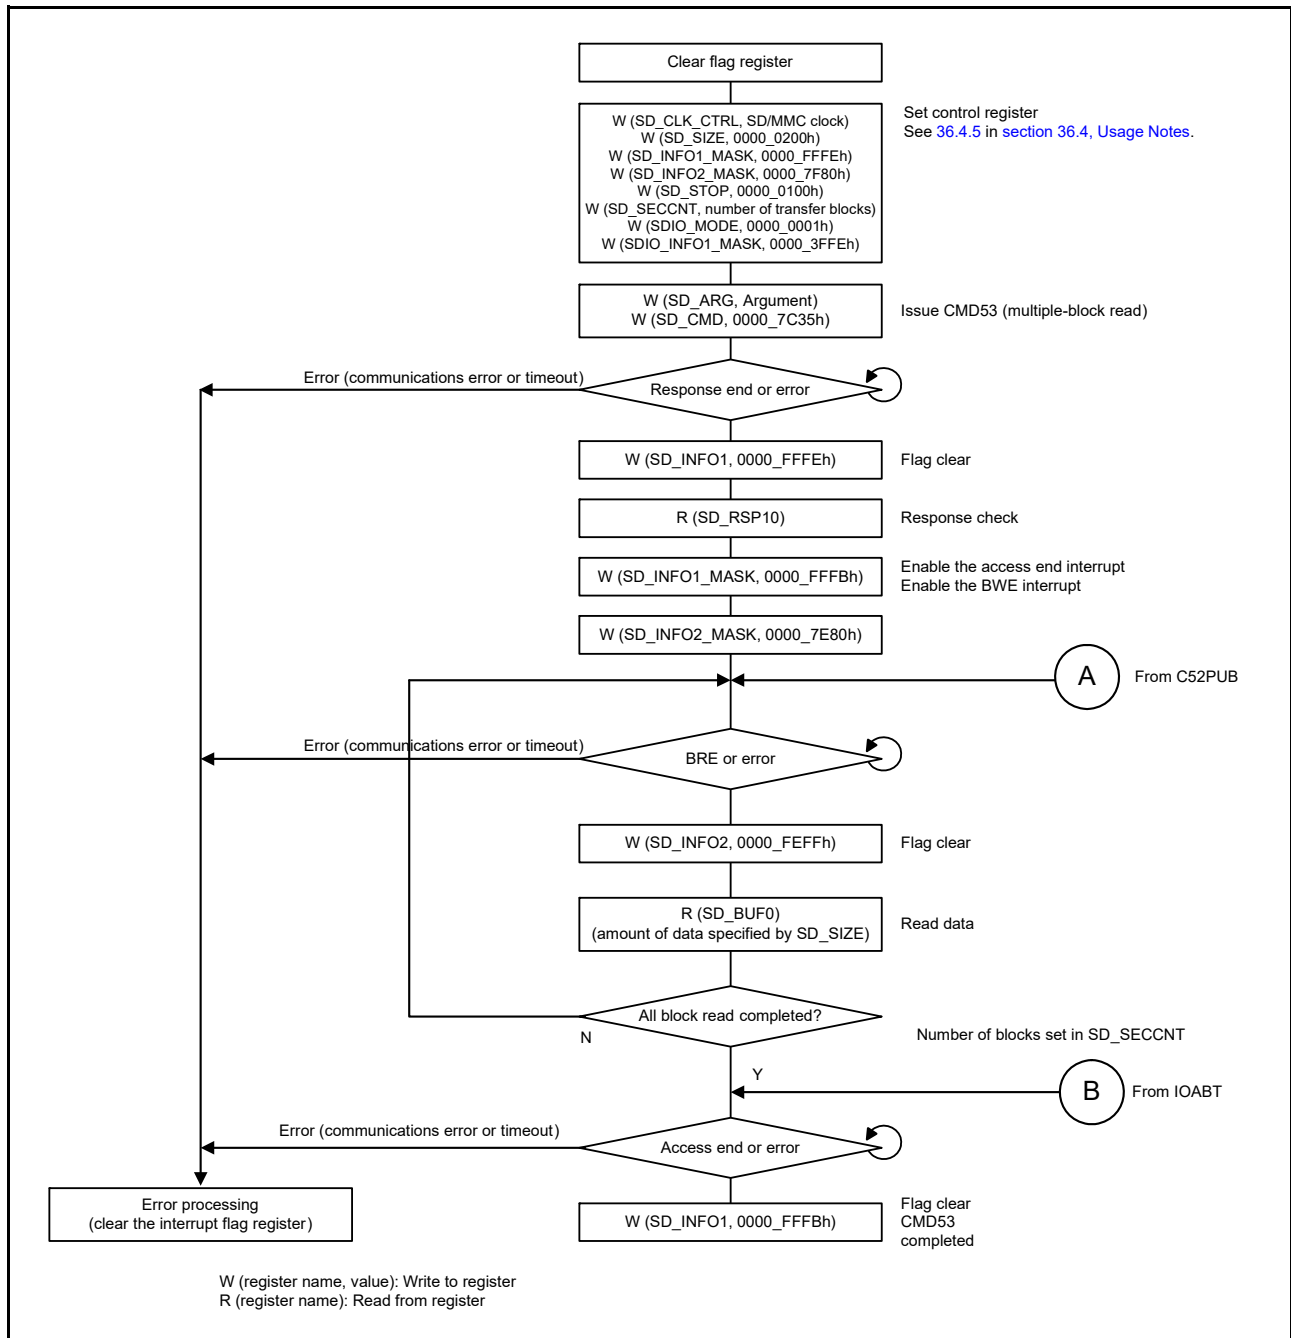 Clear flag register
W (SD_CLK_CTRL, SD/MMC clock)
W (SD_SIZE, 0000_0200h)
W (SD_INFO1_MASK, 0000_FFFEh)
W (SD_INFO2_MASK, 0000_7F80h)
W (SD_STOP, 0000_0100h)
W (SD_SECCNT, number of transfer blocks)
W (SDIO_MODE, 0000_0001h)
W (SDIO_INFO1_MASK, 0000_3FFEh)
Set control register
See 36.4.5 in section 36.4, Usage Notes.
W (SD_ARG, Argument)
W (SD_CMD, 0000_7C35h)
Issue CMD53 (multiple-block read)
Error (communications error or timeout)
Response end or error
W (SD_INFO1, 0000_FFFEh)
Flag clear
R (SD_RSP10)
Response check
W (SD_INFO1_MASK, 0000_FFFBh)
Enable the access end interrupt
Enable the BWE interrupt
W (SD_INFO2_MASK, 0000_7E80h)
A
From C52PUB
Error (communications error or timeout)
BRE or error
W (SD_INFO2, 0000_FEFFh)
Flag clear
R (SD_BUF0)
(amount of data specified by SD_SIZE)
Read data
All block read completed?
N
Number of blocks set in SD_SECCNT
Y
B
From IOABT
Error (communications error or timeout)
Access end or error
Error processing
(clear the interrupt flag register)
W (SD_INFO1, 0000_FFFBh)
Flag clear
CMD53
completed
W (register name, value): Write to register
R (register name): Read from register